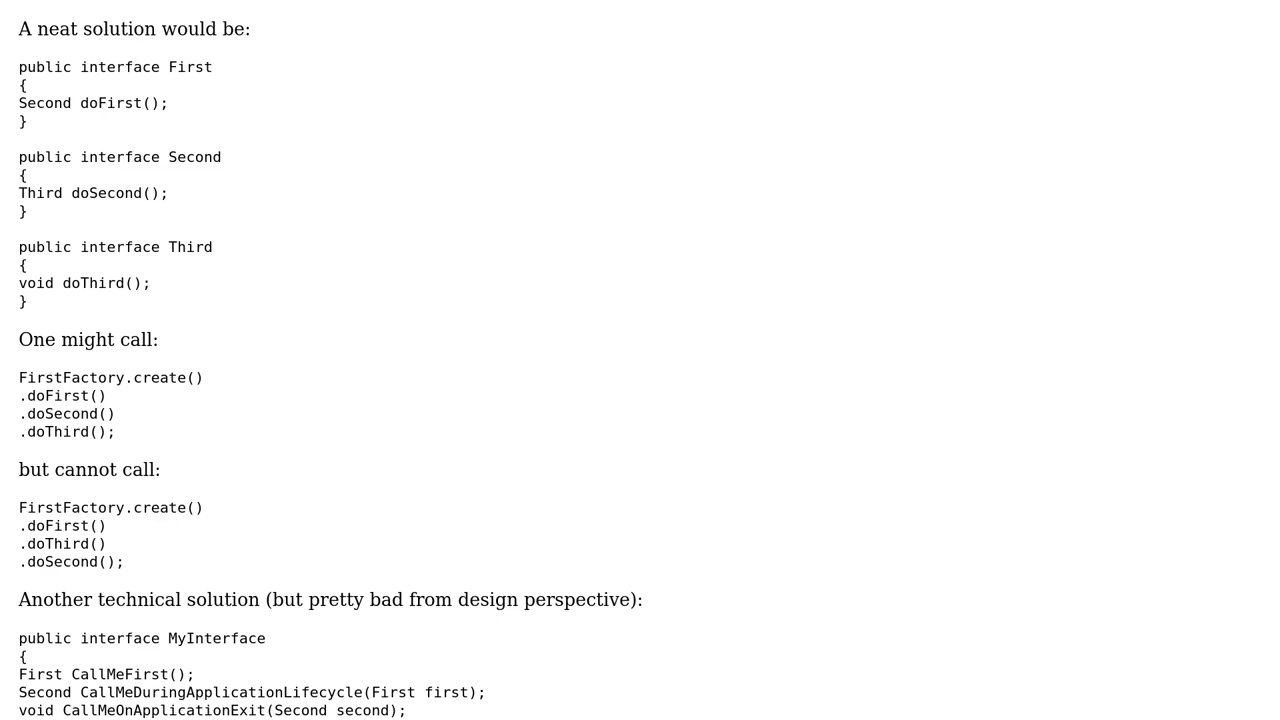 A neat solution would be:
public interface First
{
Second doFirst();
}
public interface Second
{
Third doSecond();
}
public interface Third
{
void doThird();
}
One might call:
FirstFactory.create()
.doFirst()
.doSecond()
.doThird();
but cannot call:
FirstFactory.create()
.doFirst()
.doThird()
.doSecond();
Another technical solution (but pretty bad from design perspective):
public interface MyInterface
{
First CallMeFirst();
Second CallMeDuringApplicationLifecycle(First first);
void CallMeOnApplicationExit(Second second);